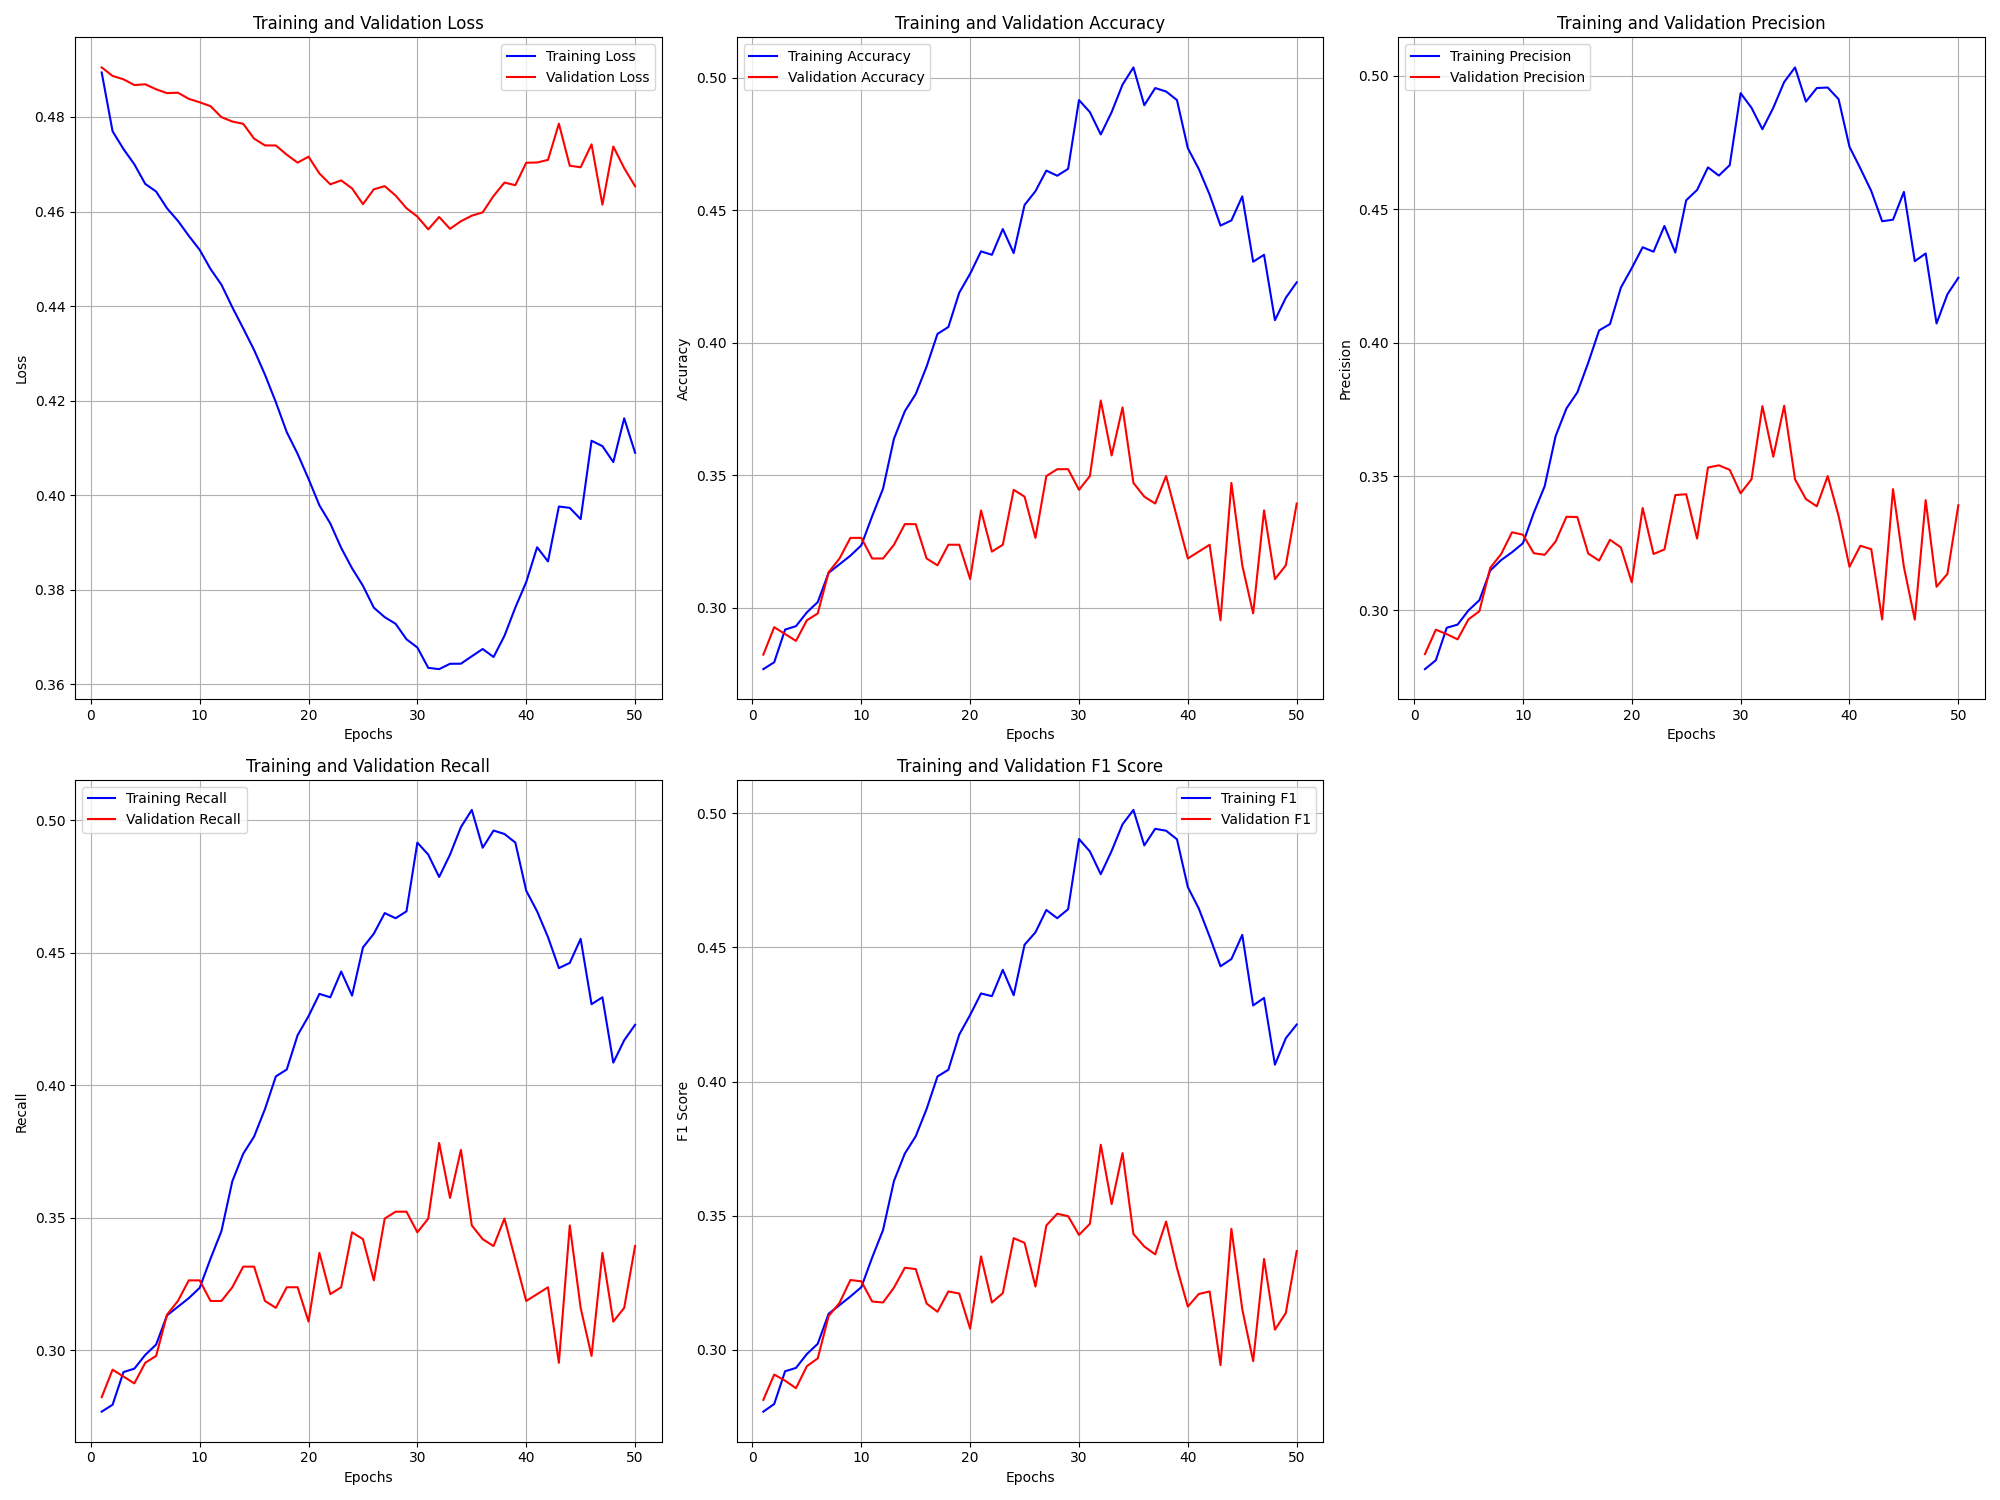 Training and Validation Loss
Training Loss
Validation Loss
Loss
0.48
0.46
0.44
0.42
0.40
0.38
0.36
0 10 20 30 40 50
Epochs
Training and Validation Accuracy
Training Accuracy
Validation Accuracy
Accuracy
0.50
0.45
0.40
0.35
0.30
0 10 20 30 40 50
Epochs
Training and Validation Precision
Training Precision
Validation Precision
Precision
0.50
0.45
0.40
0.35
0.30
0 10 20 30 40 50
Epochs
Training and Validation Recall
Training Recall
Validation Recall
Recall
0.50
0.45
0.40
0.35
0.30
0 10 20 30 40 50
Epochs
Training and Validation F1 Score
Training F1
Validation F1
F1 Score
0.50
0.45
0.40
0.35
0.30
0 10 20 30 40 50
Epochs